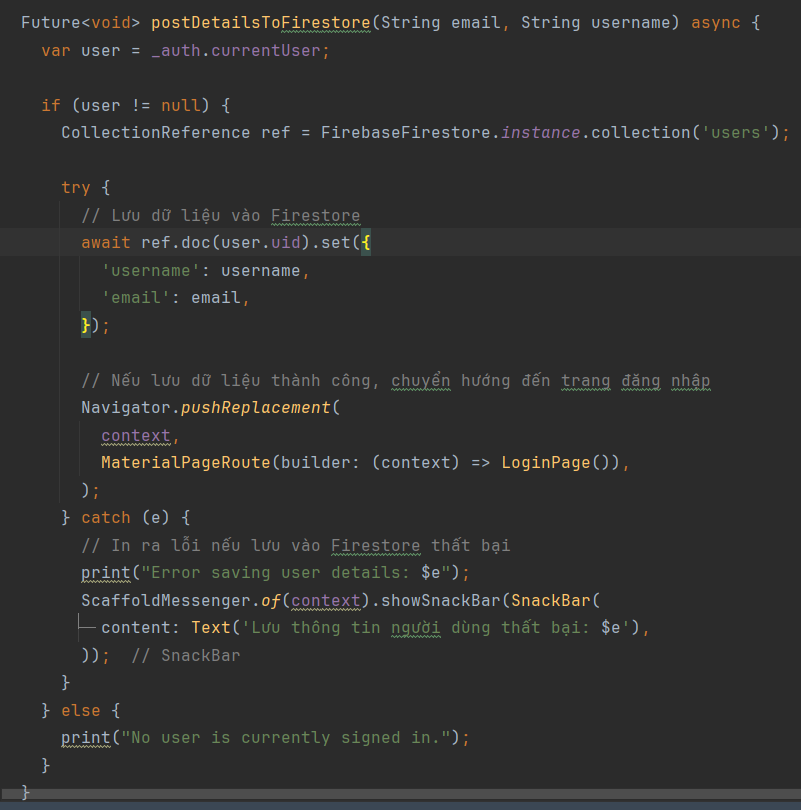 Future<void> postDetailsToFirestore(String email, String username) async {
var user = _auth.currentUser;
if (user != null) {
CollectionReference ref = FirebaseFirestore.instance.collection('users');
try {
// Lưu dữ liệu vào Firestore
await ref.doc(user.uid).set({
'username': username,
'email': email,
});
// Nếu lưu dữ liệu thành công, chuyển hướng đến trang đăng nhập
Navigator.pushReplacement(
context,
MaterialPageRoute(builder: (context) => LoginPage()),
);
} catch (e) {
// In ra lỗi nếu lưu vào Firestore thất bại
print("Error saving user details: $e");
ScaffoldMessenger.of(context).showSnackBar(SnackBar(
content: Text('Lưu thông tin người dùng thất bại: $e'),
)); // SnackBar
}
} else {
print("No user is currently signed in.");
}
}